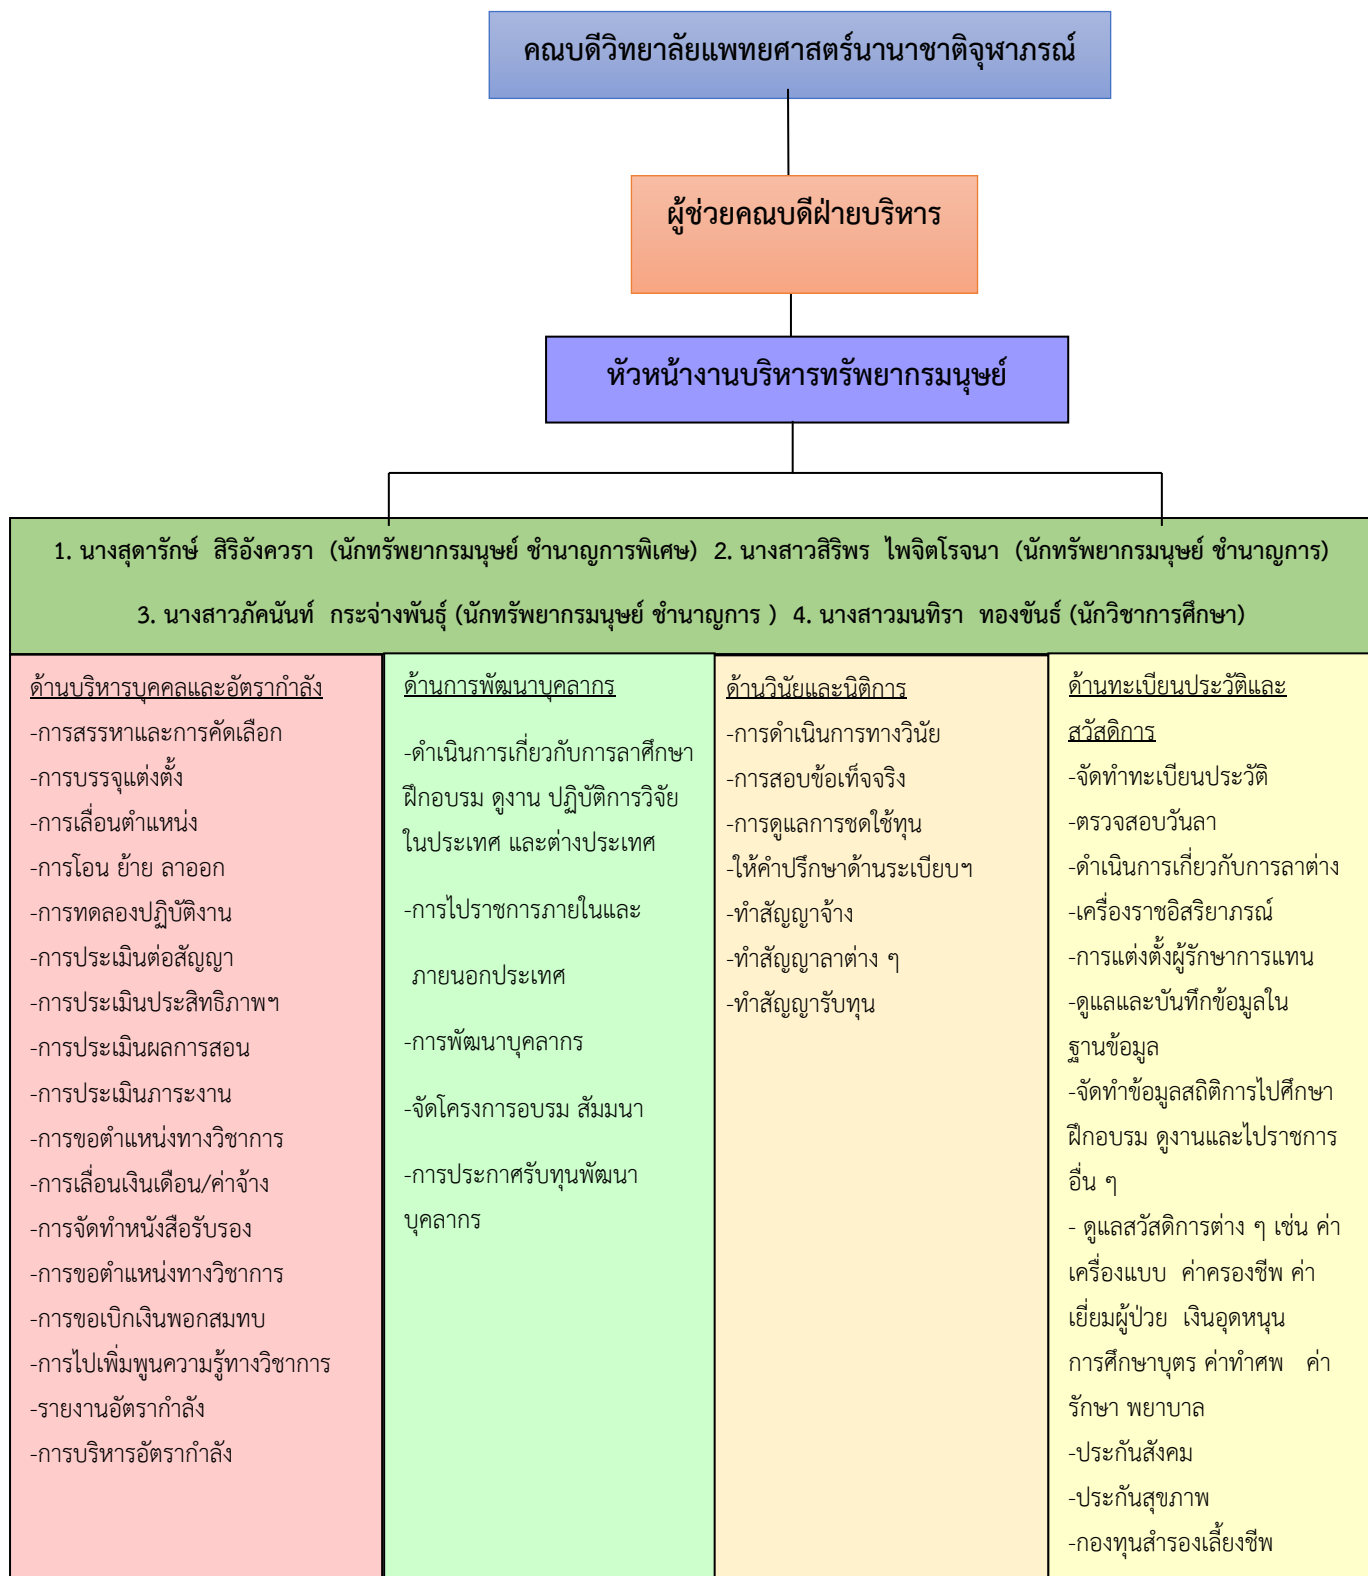 คณบดีวิทยาลัยแพทยศาสตร์นานาชาติจุฬาภรณ์
ผู้ช่วยคณบดีฝ่ายบริหาร
หัวหน้างานบริหารทรัพยากรมนุษย์
1. นางสุดารักษ์  สิริอังควรา  (นักทรัพยากรมนุษย์ ชำนาญการพิเศษ)  2. นางสาวสิริพร  ไพจิตโรจนา  (นักทรัพยากรมนุษย์ ชำนาญการ)
3. นางสาวภัคนันท์  กระจ่างพันธุ์ (นักทรัพยากรมนุษย์ ชำนาญการ )  4. นางสาวมนทิรา  ทองขันธ์ (นักวิชาการศึกษา)
ด้านบริหารบุคคลและอัตรากำลัง
-การสรรหาและการคัดเลือก
-การบรรจุแต่งตั้ง
-การเลื่อนตำแหน่ง
-การโอน ย้าย ลาออก
-การทดลองปฏิบัติงาน
-การประเมินต่อสัญญา
-การประเมินประสิทธิภาพฯ
-การประเมินผลการสอน
-การประเมินภาระงาน
-การขอตำแหน่งทางวิชาการ
-การเลื่อนเงินเดือน/ค่าจ้าง
-การจัดทำหนังสือรับรอง
-การขอตำแหน่งทางวิชาการ
-การขอเบิกเงินพอกสมทบ
-การไปเพิ่มพูนความรู้ทางวิชาการ
-รายงานอัตรากำลัง
-การบริหารอัตรากำลัง
ด้านการพัฒนาบุคลากร
-ดำเนินการเกี่ยวกับการลาศึกษา
ฝึกอบรม ดูงาน ปฏิบัติการวิจัย
ในประเทศ และต่างประเทศ
-การไปราชการภายในและ
ภายนอกประเทศ
-การพัฒนาบุคลากร
-จัดโครงการอบรม สัมมนา
-การประกาศรับทุนพัฒนา
บุคลากร
ด้านวินัยและนิติการ
-การดำเนินการทางวินัย
-การสอบข้อเท็จจริง
-การดูแลการชดใช้ทุน
-ให้คำปรึกษาด้านระเบียบฯ
-ทำสัญญาจ้าง
-ทำสัญญาลาต่าง ๆ
-ทำสัญญารับทุน
ด้านทะเบียนประวัติและ
สวัสดิการ
-จัดทำทะเบียนประวัติ
-ตรวจสอบวันลา
-ดำเนินการเกี่ยวกับการลาต่าง
-เครื่องราชอิสริยาภรณ์
-การแต่งตั้งผู้รักษาการแทน
-ดูแลและบันทึกข้อมูลใน
ฐานข้อมูล
-จัดทำข้อมูลสถิติการไปศึกษา
ฝึกอบรม ดูงานและไปราชการ
อื่น ๆ
- ดูแลสวัสดิการต่าง ๆ เช่น ค่า
เครื่องแบบ  ค่าครองชีพ ค่า
เยี่ยมผู้ป่วย  เงินอุดหนุน
การศึกษาบุตร ค่าทำศพ   ค่า
รักษา พยาบาล
-ประกันสังคม
-ประกันสุขภาพ
-กองทุนสำรองเลี้ยงชีพ